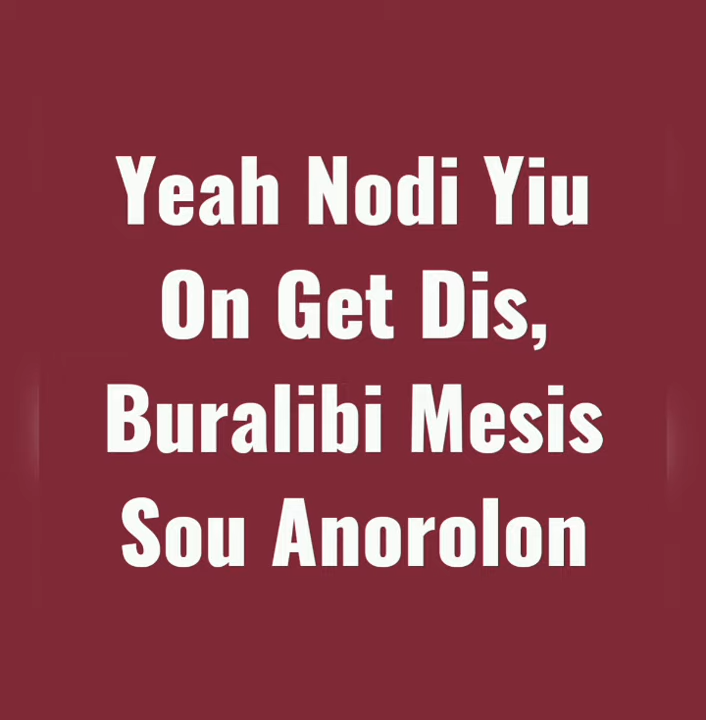 Yeah Nodi Yiu
On Get Dis,
Buralibi Mesis
Sou Anorolon